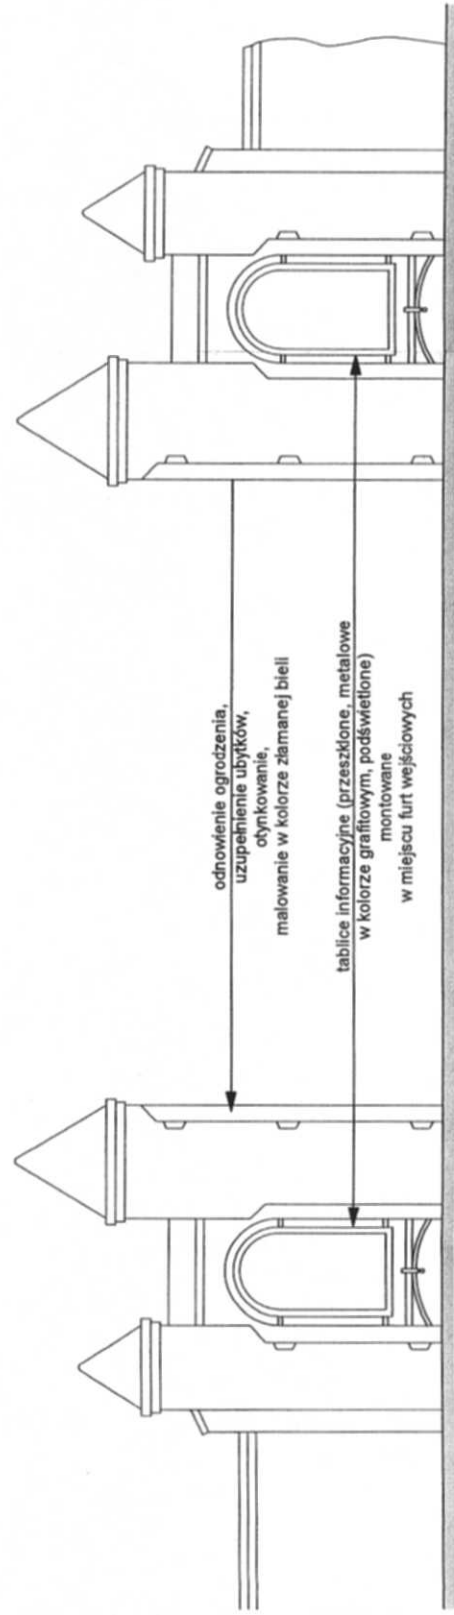 odnowienie ogrodzenia,
uzupełnienie ubytków,
otynkowanie,
malowanie w kolorze złamanej bieli
tablice informacyjne (przeszklone, metalowe
w kolorze grafitowym, podświetlone)
montowane
w miejscu furt wejściowych